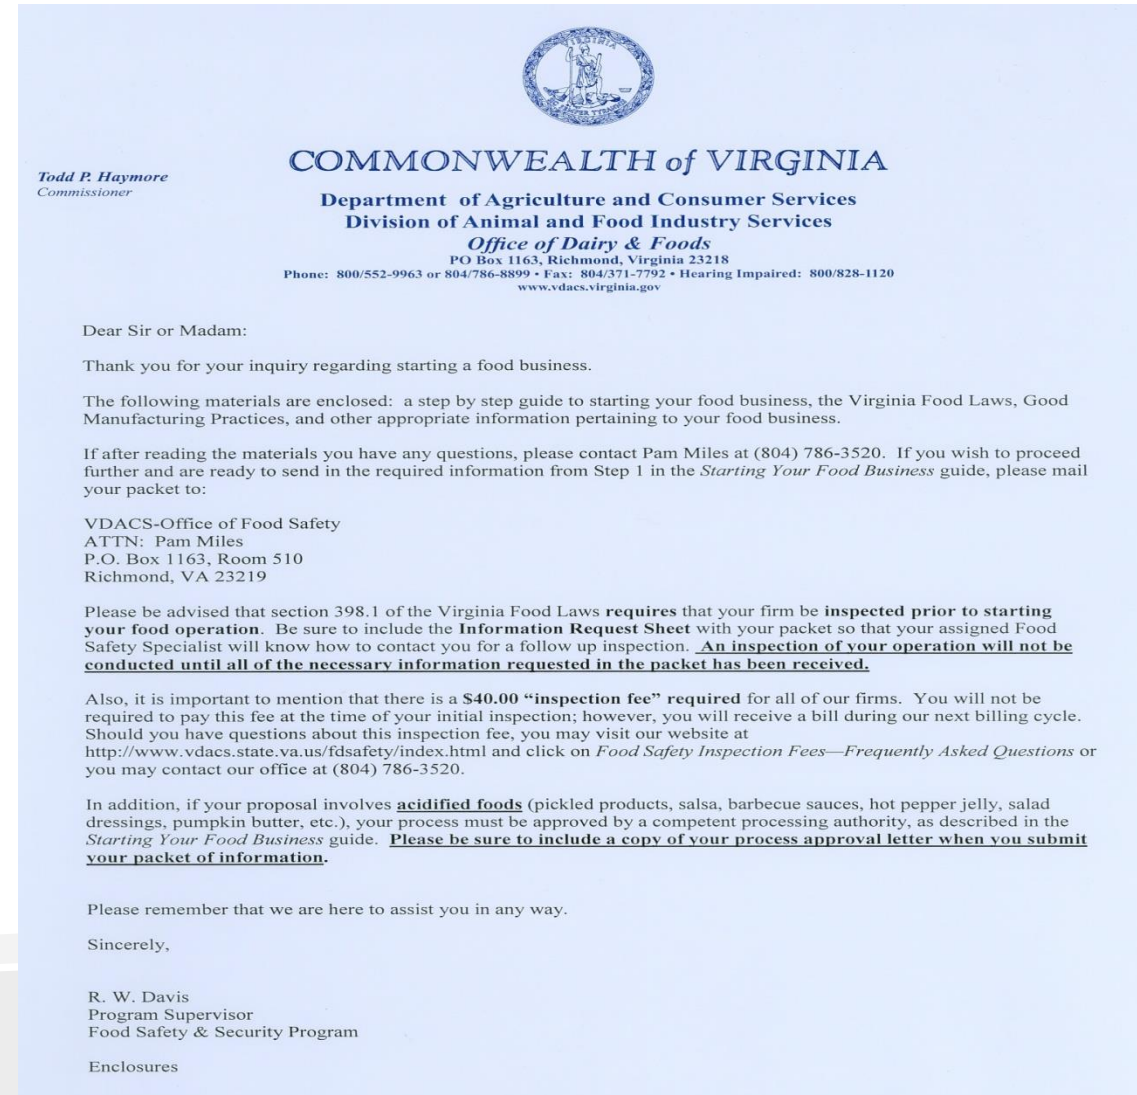 VIRGINIA
COMMONWEALTH of VIRGINIA
Todd P. Haymore
Commissioner
Department of Agriculture and Consumer Services
Division of Animal and Food Industry Services
Office of Dairy & Foods
PO Box 1163, Richmond, Virginia 23218
Phone: 800/552-9963 or 804/786-8899 • Fax: 804/371-7792 • Hearing Impaired: 800/828-1120
www.vdacs.virginia.gov
Dear Sir or Madam:
Thank you for your inquiry regarding starting a food business.
The following materials are enclosed: a step by step guide to starting your food business, the Virginia Food Laws, Good
Manufacturing Practices, and other appropriate information pertaining to your food business.
If after reading the materials you have any questions, please contact Pam Miles at (804) 786-3520. If you wish to proceed
further and are ready to send in the required information from Step 1 in the Starting Your Food Business guide, please mail
your packet to:
VDACS-Office of Food Safety
ATTN: Pam Miles
P.O. Box 1163, Room 510
Richmond, VA 23219
Please be advised that section 398.1 of the Virginia Food Laws requires that your firm be inspected prior to starting
your food operation. Be sure to include the Information Request Sheet with your packet so that your assigned Food
Safety Specialist will know how to contact you for a follow up inspection. An inspection of your operation will not be
conducted until all of the necessary information requested in the packet has been received.
Also, it is important to mention that there is a $40.00 “inspection fee” required for all of our firms. You will not be
required to pay this fee at the time of your initial inspection; however, you will receive a bill during our next billing cycle.
Should you have questions about this inspection fee, you may visit our website at
http://www.vdacs.state.va.us/fdsafety/index.html and click on Food Safety Inspection Fees—Frequently Asked Questions or
you may contact our office at (804) 786-3520.
In addition, if your proposal involves acidified foods (pickled products, salsa, barbecue sauces, hot pepper jelly, salad
dressings, pumpkin butter, etc.), your process must be approved by a competent processing authority, as described in the
Starting Your Food Business guide. Please be sure to include a copy of your process approval letter when you submit
your packet of information.
Please remember that we are here to assist you in any way.
Sincerely,
R. W. Davis
Program Supervisor
Food Safety & Security Program
Enclosures